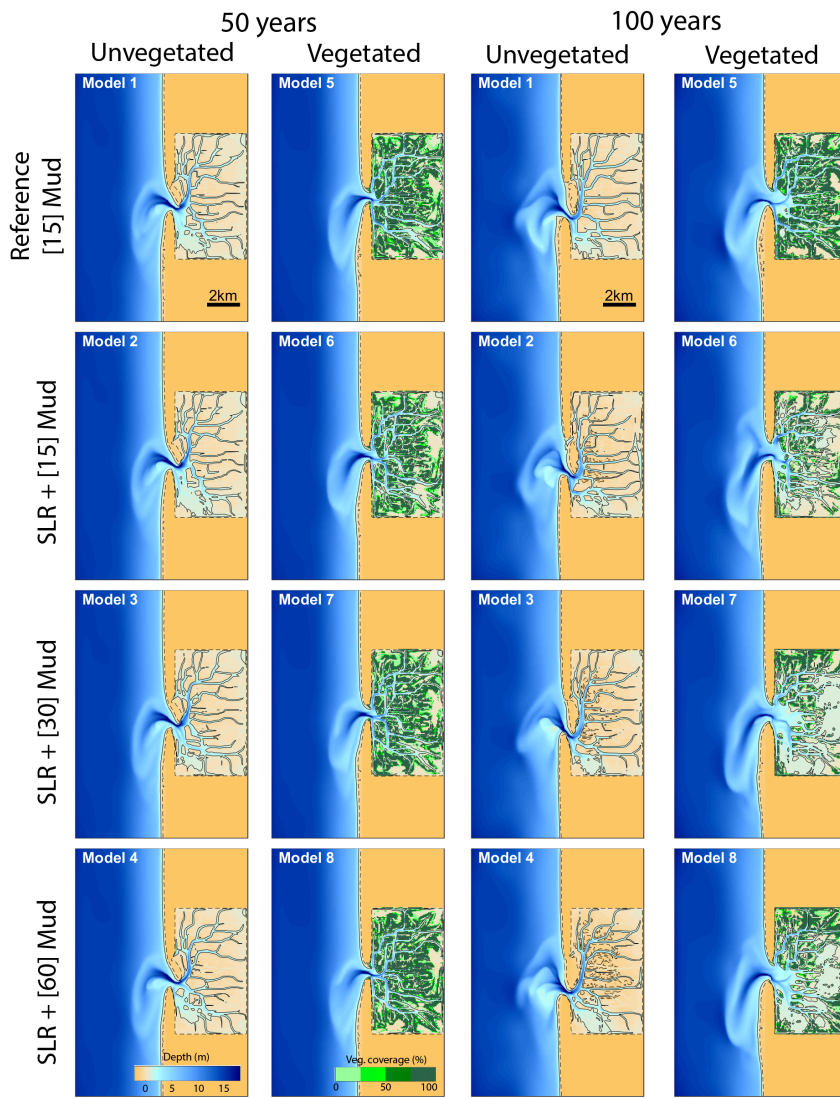 50 years
100 years
Unvegetated
Vegetated
Unvegetated
Vegetated
Reference
[15] Mud
Model 1
Model 5
Model 1
Model 5
2km
2km
SLR + [15] Mud
Model 2
Model 6
Model 2
Model 6
SLR + [30] Mud
Model 3
Model 7
Model 3
Model 7
SLR + [60] Mud
Model 4
Model 8
Model 4
Model 8
Depth (m)
0 5 10 15
Veg. coverage (%)
0 50 100